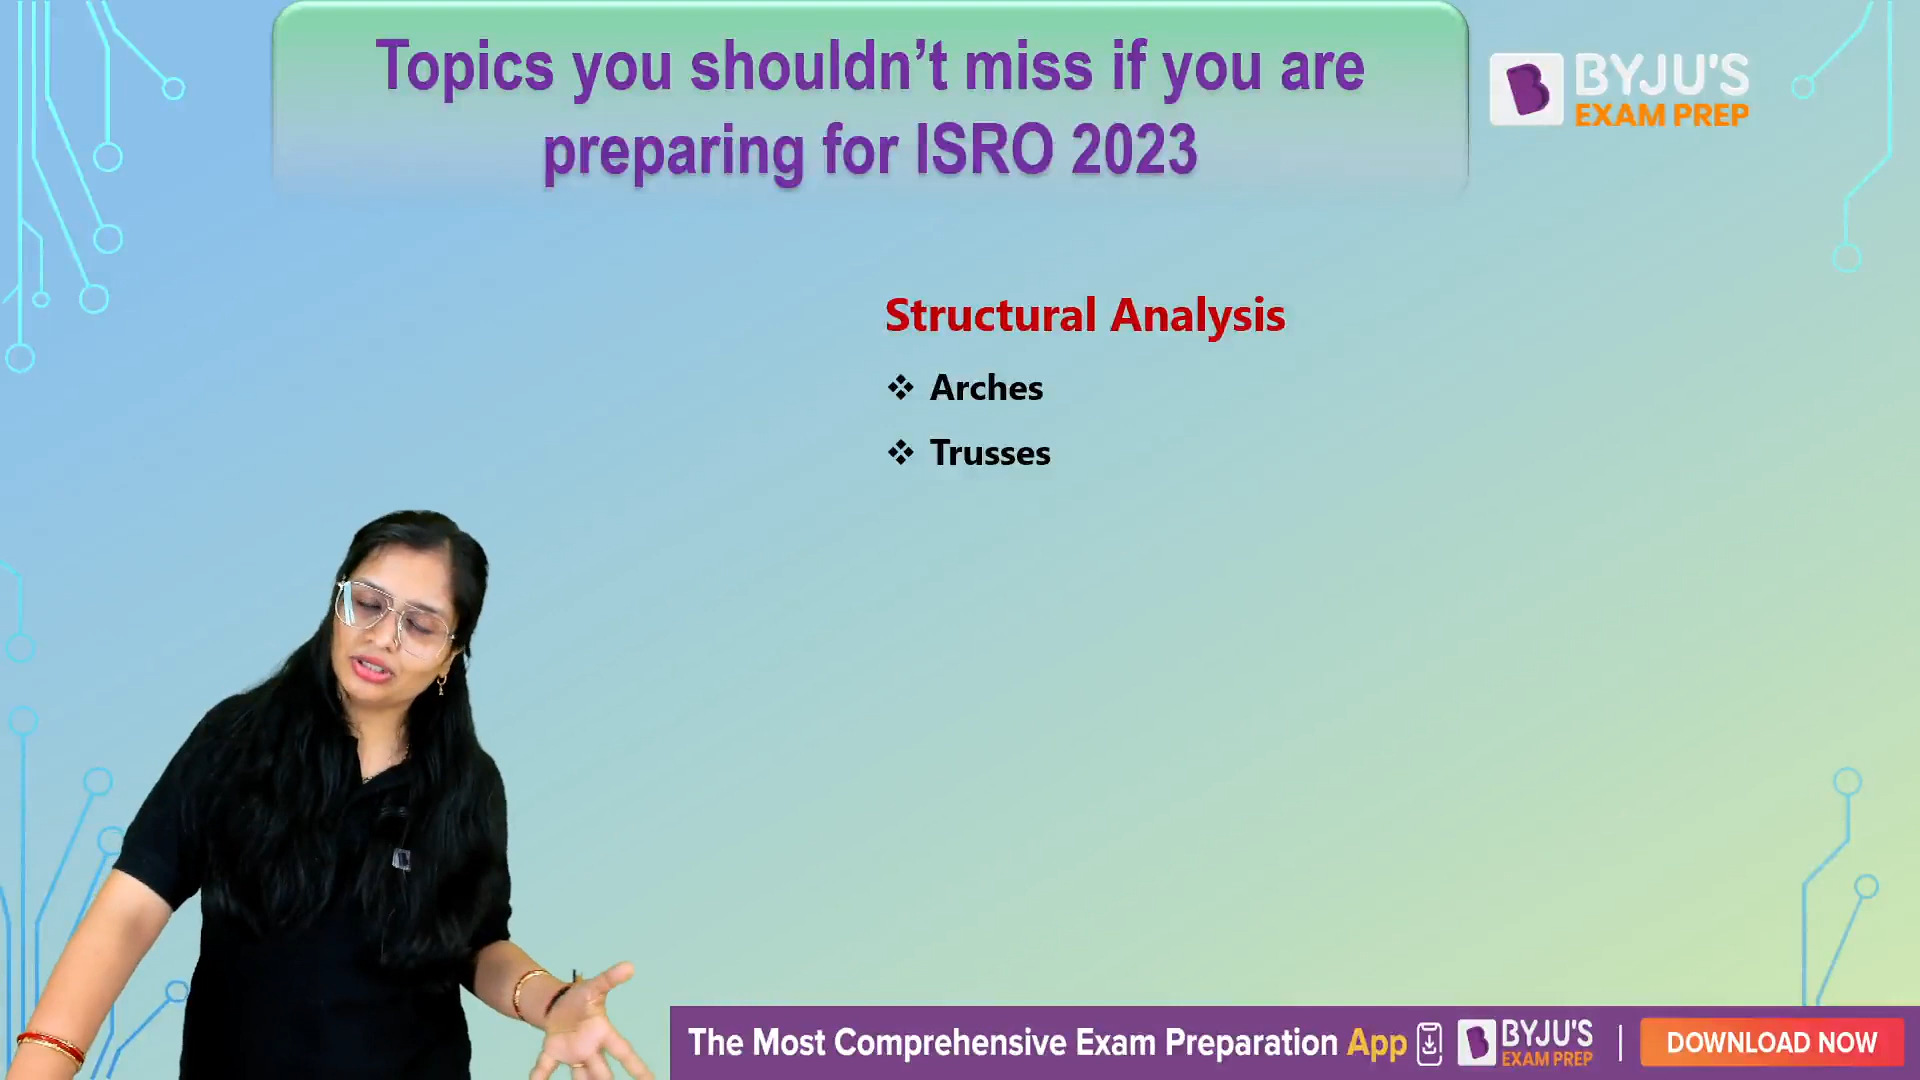 Topics you shouldn’t miss if you are
preparing for ISRO 2023
BYJU'S
EXAM PREP
Structural Analysis
Arches
Trusses
The Most Comprehensive Exam Preparation App
BYJU'S
EXAM PREP
DOWNLOAD NOW